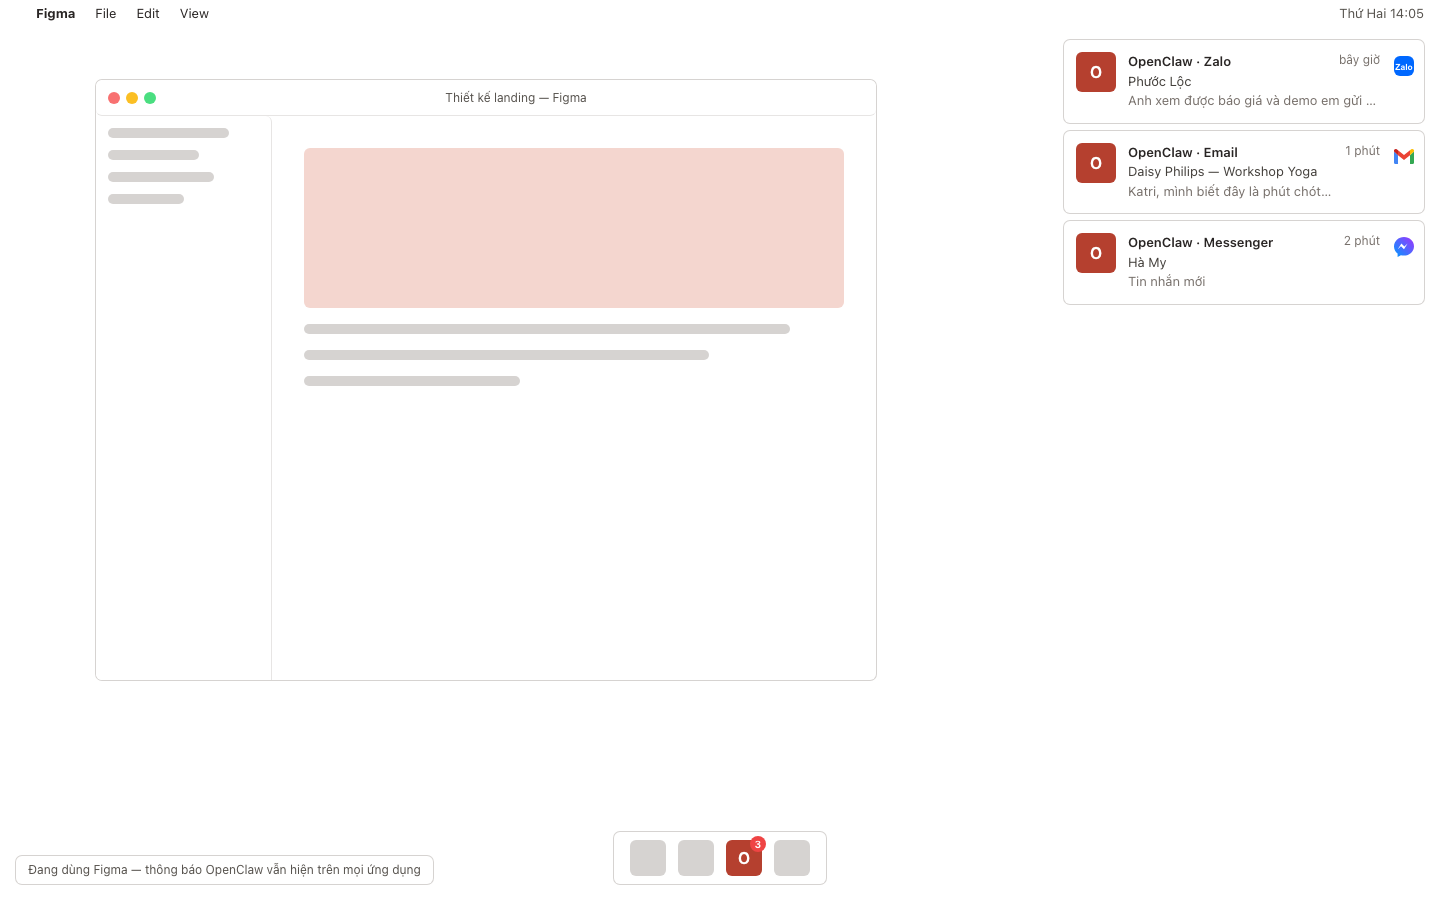 Figma File Edit View
Thứ Hai 14:05
Thiết kế landing — Figma
O
OpenClaw · Zalo
bây giờ
Zalo
Phước Lộc
Anh xem được báo giá và demo em gửi ...
O
OpenClaw · Email
1 phút
Daisy Philips — Workshop Yoga
Katri, mình biết đây là phút chót...
O
OpenClaw · Messenger
2 phút
Hà My
Tin nhắn mới
O
3
Đang dùng Figma — thông báo OpenClaw vẫn hiện trên mọi ứng dụng